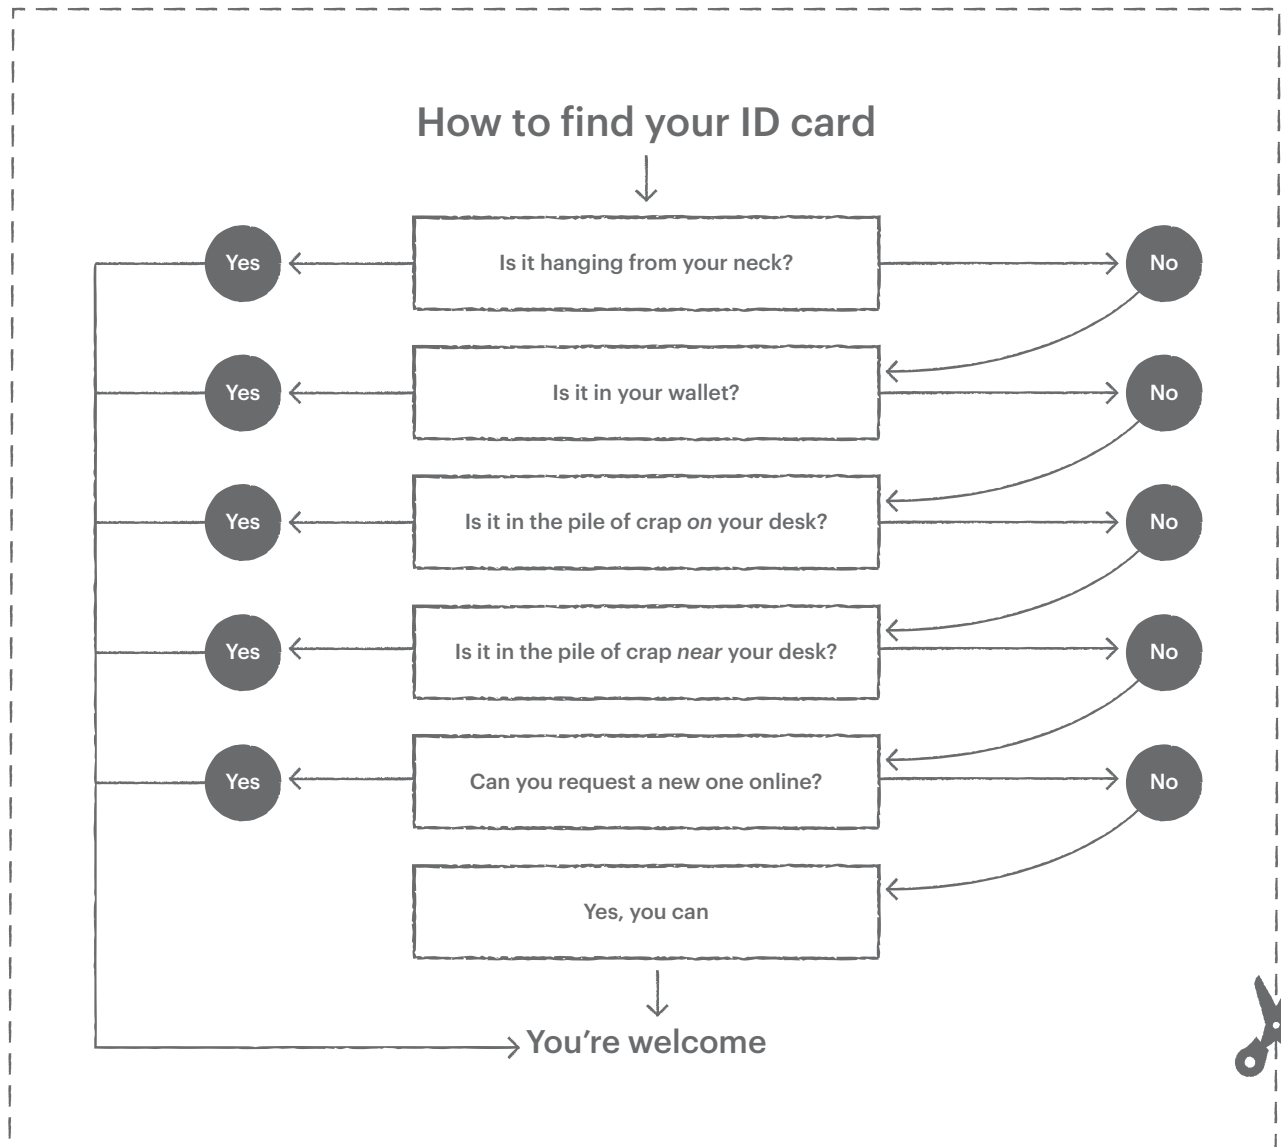 How to find your ID card
Yes
Is it hanging from your neck?
No
Yes
Is it in your wallet?
No
Yes
Is it in the pile of crap on your desk?
No
Yes
Is it in the pile of crap near your desk?
No
Yes
Can you request a new one online?
No
Yes, you can
You're welcome